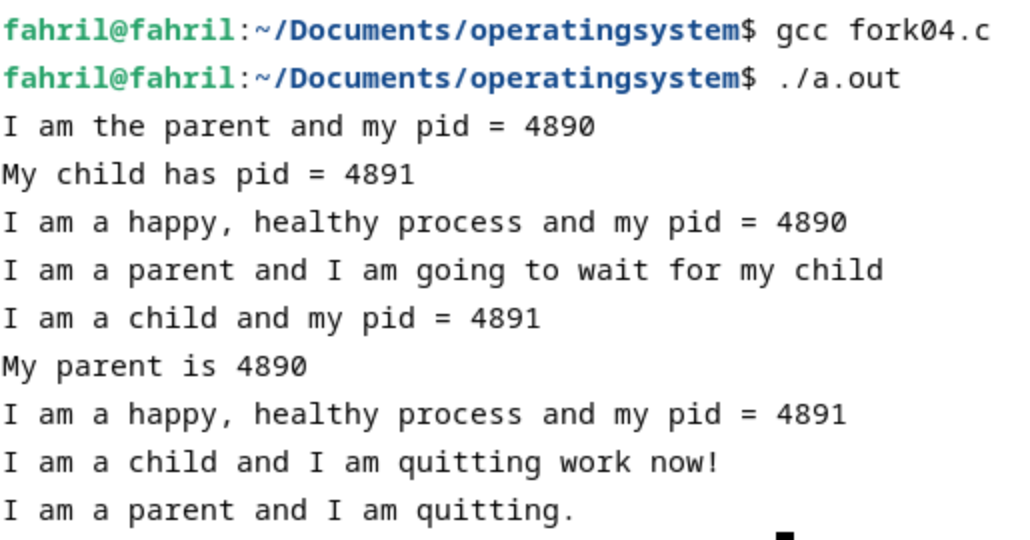 fahril@fahril:~/Documents/operatingsystem$ gcc fork04.c
fahril@fahril:~/Documents/operatingsystem$ ./a.out
I am the parent and my pid = 4890
My child has pid = 4891
I am a happy, healthy process and my pid = 4890
I am a parent and I am going to wait for my child
I am a child and my pid = 4891
My parent is 4890
I am a happy, healthy process and my pid = 4891
I am a child and I am quitting work now!
I am a parent and I am quitting.